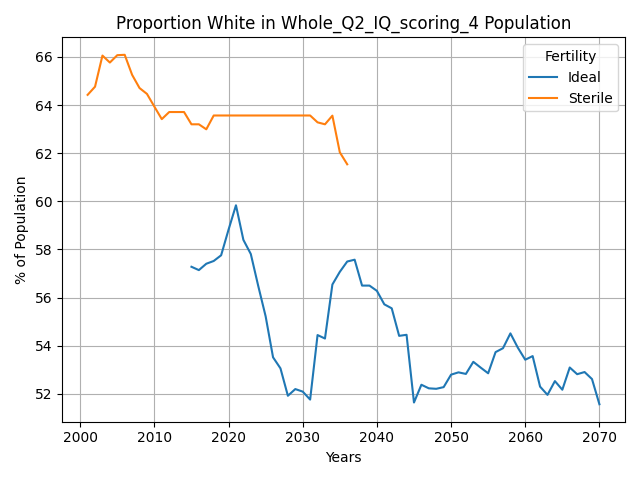 Proportion White in Whole_Q2_IQ_scoring_4 Population
Fertility
Ideal
Sterile
% of Population
66
64
62
60
58
56
54
52
2000
2010
2020
2030
2040
2050
2060
2070
Years